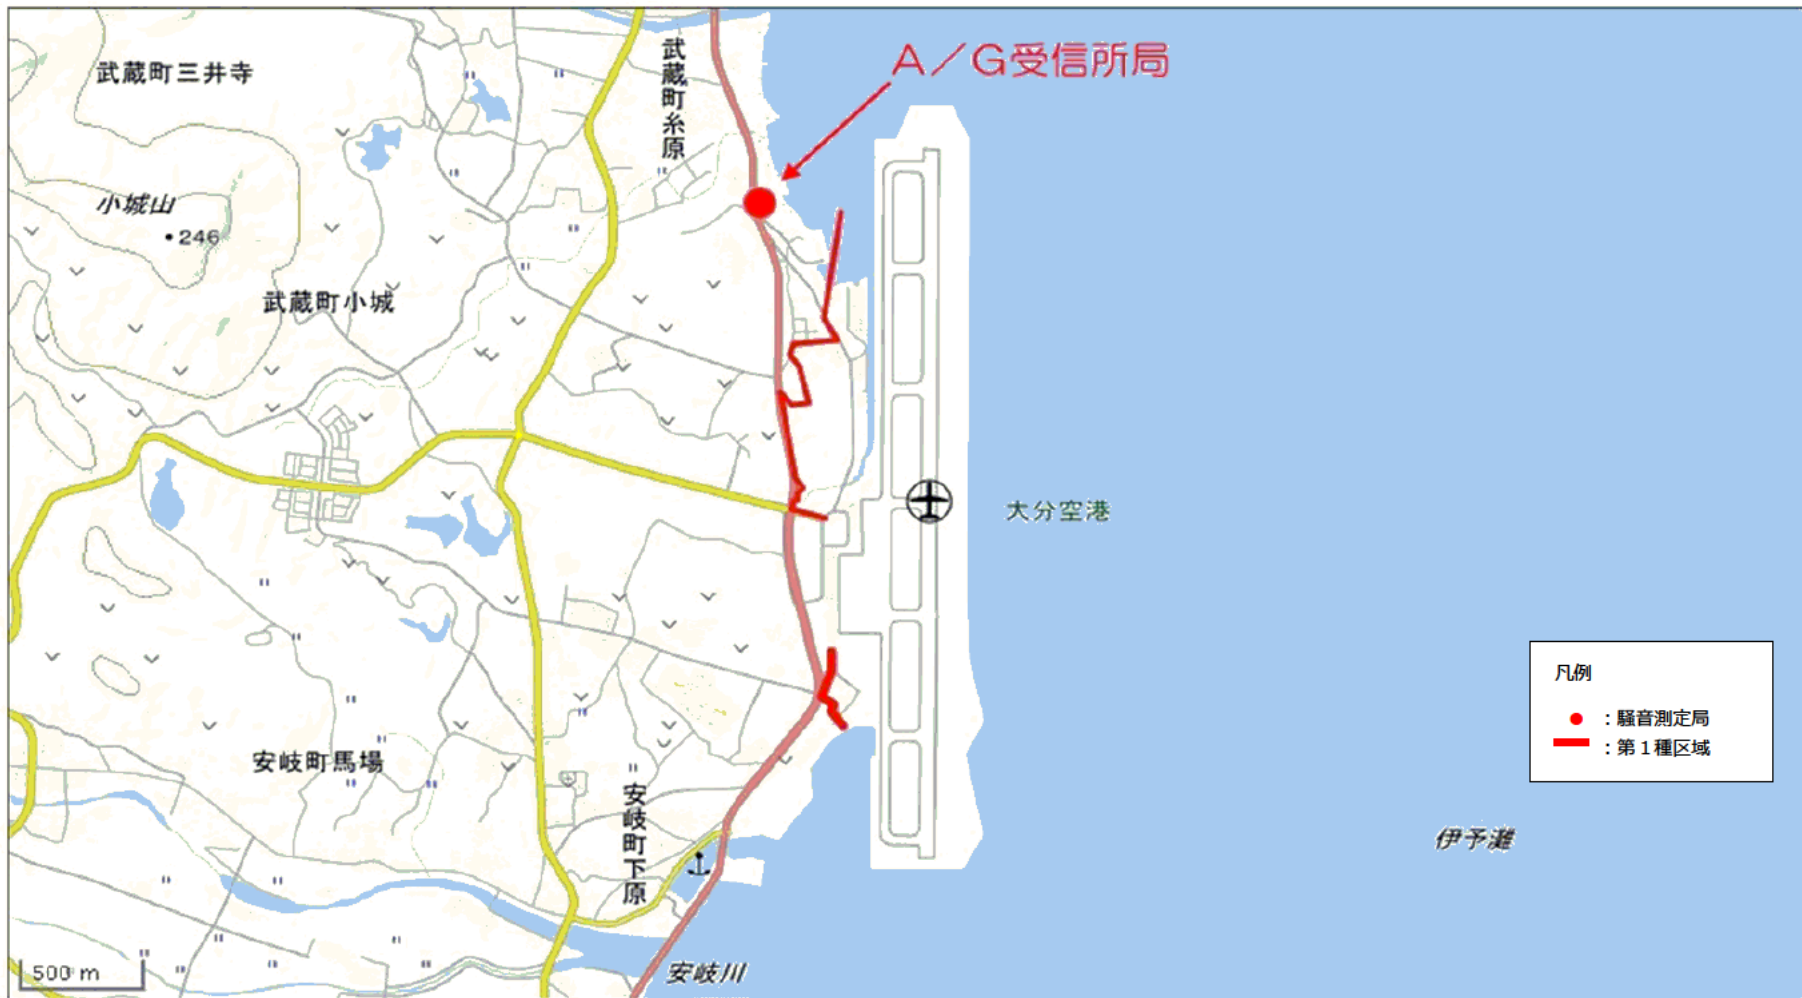 武蔵町三井寺
武蔵町糸原
A/G受信所局
小城山
246
武蔵町小城
大分空港
凡例
:騒音測定局
:第1種区域
安岐町馬場
安岐町下原
伊予灘
500 m
安岐川